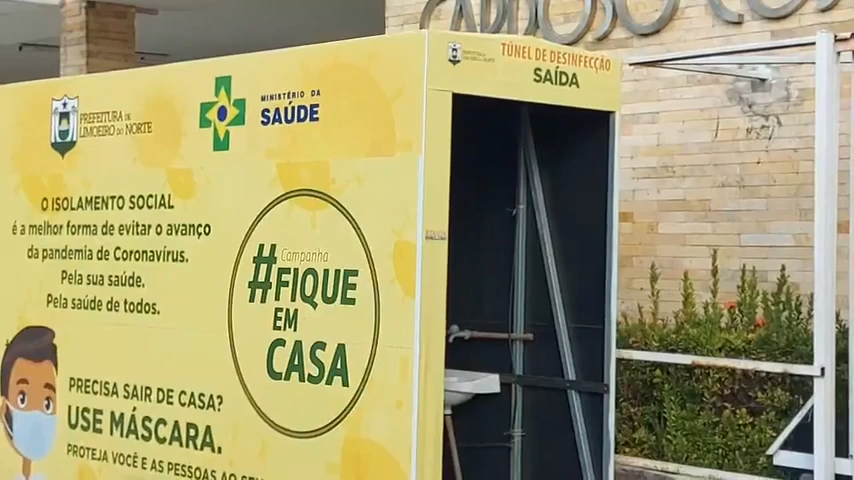 CARDOSO
TÚNEL DE DESINFECÇÃO
SAÍDA
PREFEITURA DE
LIMOEIRO DO NORTE
MINISTÉRIO DA
SAÚDE
O ISOLAMENTO SOCIAL
é a melhor forma de evitar o avanço
da pandemia de Coronavírus.
Pela sua saúde.
Pela saúde de todos.
Campanha
#FIQUE
EM
CASA
PRECISA SAIR DE CASA?
USE MÁSCARA.
PROTEJA VOCÊ E AS PESSOAS AO